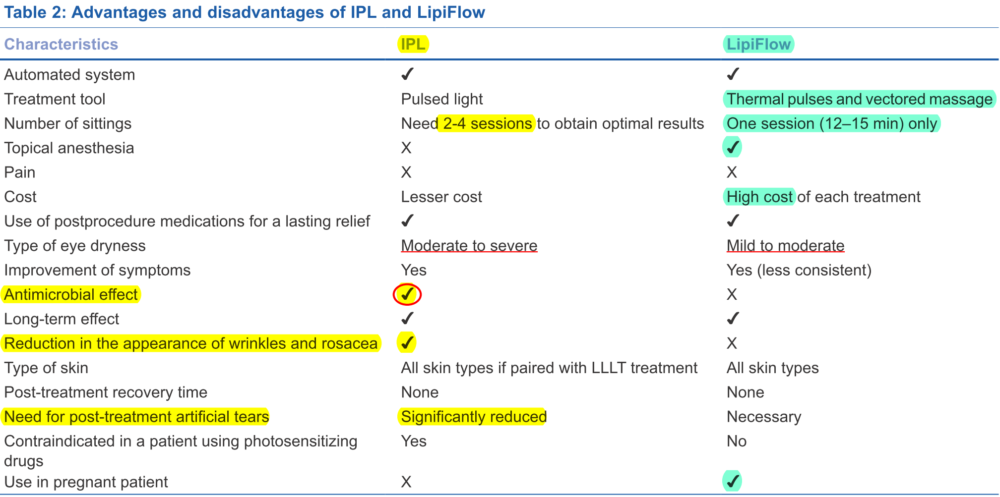 Table 2: Advantages and disadvantages of IPL and LipiFlow
Characteristics IPL LipiFlow
Automated system ✓ ✓
Treatment tool Pulsed light Thermal pulses and vectored massage
Number of sittings Need 2-4 sessions to obtain optimal results One session (12–15 min) only
Topical anesthesia X ✓
Pain X X
Cost Lesser cost High cost of each treatment
Use of postprocedure medications for a lasting relief ✓ ✓
Type of eye dryness Moderate to severe Mild to moderate
Improvement of symptoms Yes Yes (less consistent)
Antimicrobial effect ✓ X
Long-term effect ✓ ✓
Reduction in the appearance of wrinkles and rosacea ✓ X
Type of skin All skin types if paired with LLLT treatment All skin types
Post-treatment recovery time None None
Need for post-treatment artificial tears Significantly reduced Necessary
Contraindicated in a patient using photosensitizing Yes No
drugs
Use in pregnant patient X ✓